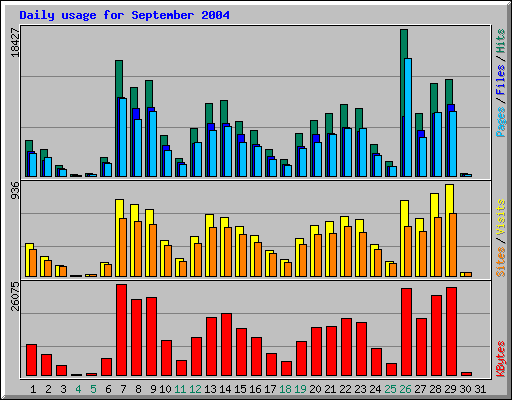 Daily usage for September 2004
18427
Pages / Files / Hits
936
Sites / Visits
26075
KBytes
1 2 3 4 5 6 7 8 9 10 11 12 13 14 15 16 17 18 19 20 21 22 23 24 25 26 27 28 29 30 31